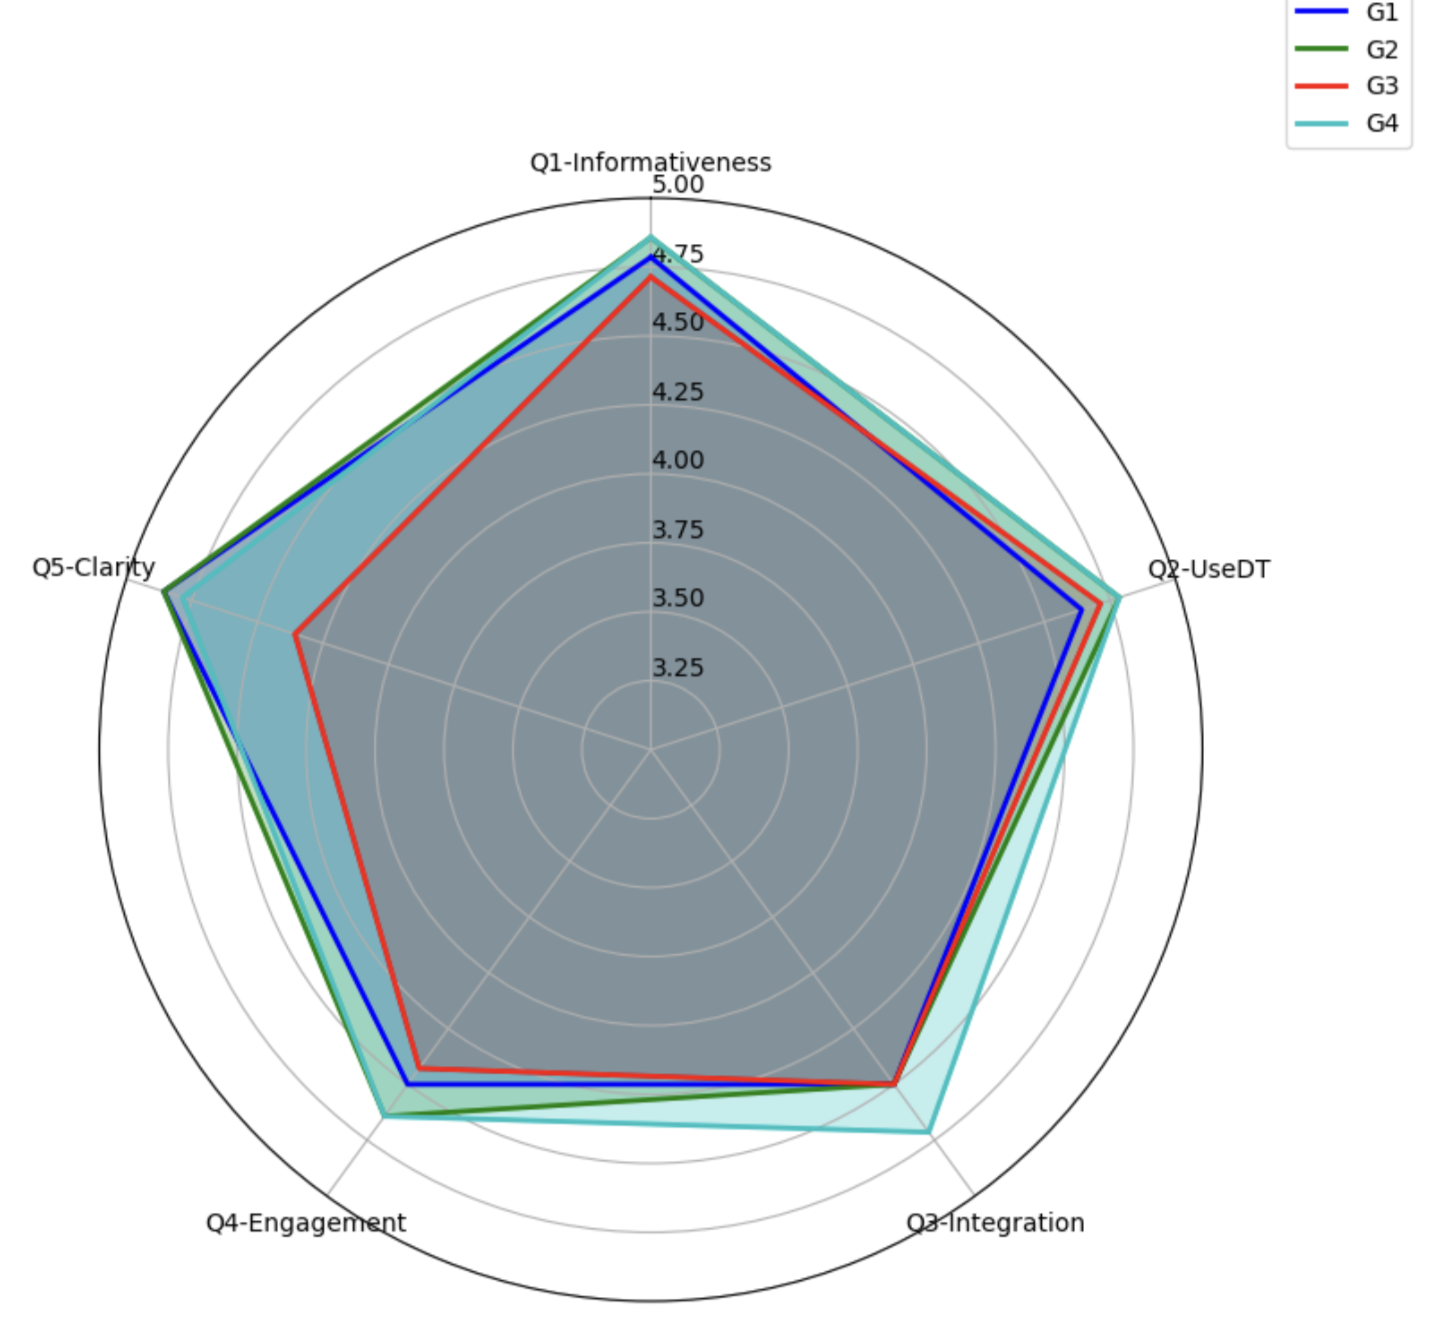 G1
G2
G3
G4
Q1-Informativeness
5.00
4.75
4.50
4.25
4.00
3.75
3.50
3.25
Q5-Clarity
Q2-UseDT
Q4-Engagement
Q3-Integration